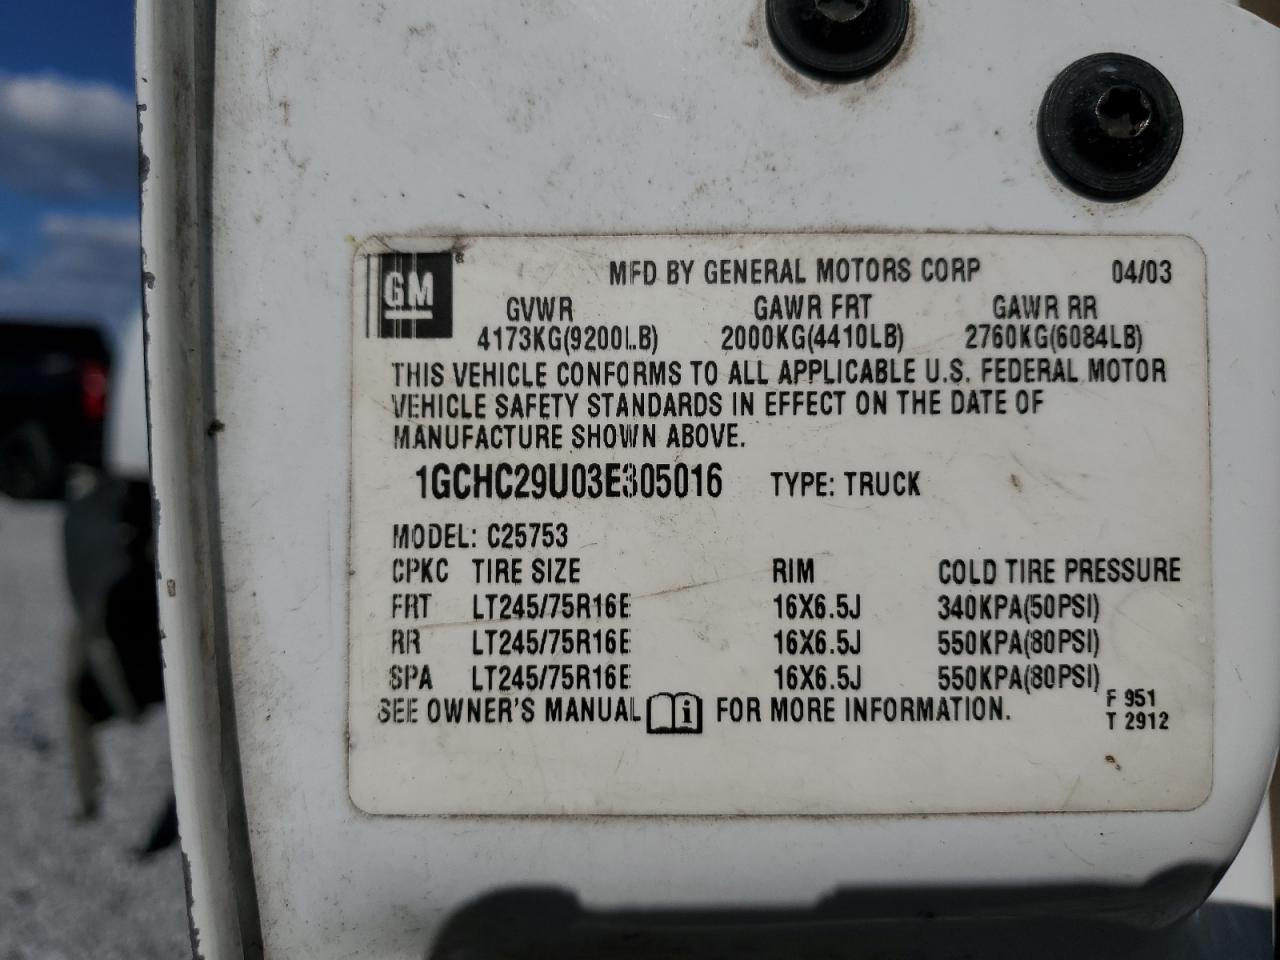 GM ® MFD BY GENERAL MOTORS CORP 04/03
GVWR GAWR FRT GAWR RR
4173KG(9200LB) 2000KG(4410LB) 2760KG(6084LB)
THIS VEHICLE CONFORMS TO ALL APPLICABLE U.S. FEDERAL MOTOR
VEHICLE SAFETY STANDARDS IN EFFECT ON THE DATE OF
MANUFACTURE SHOWN ABOVE.
1GCHC29U03E305016 TYPE: TRUCK
MODEL: C25753
CPKC TIRE SIZE RIM COLD TIRE PRESSURE
FRT LT245/75R16E 16X6.5J 340KPA(50PSI)
RR LT245/75R16E 16X6.5J 550KPA(80PSI)
SPA LT245/75R16E 16X6.5J 550KPA(80PSI)
SEE OWNER'S MANUAL i FOR MORE INFORMATION.
F 951
T 2912